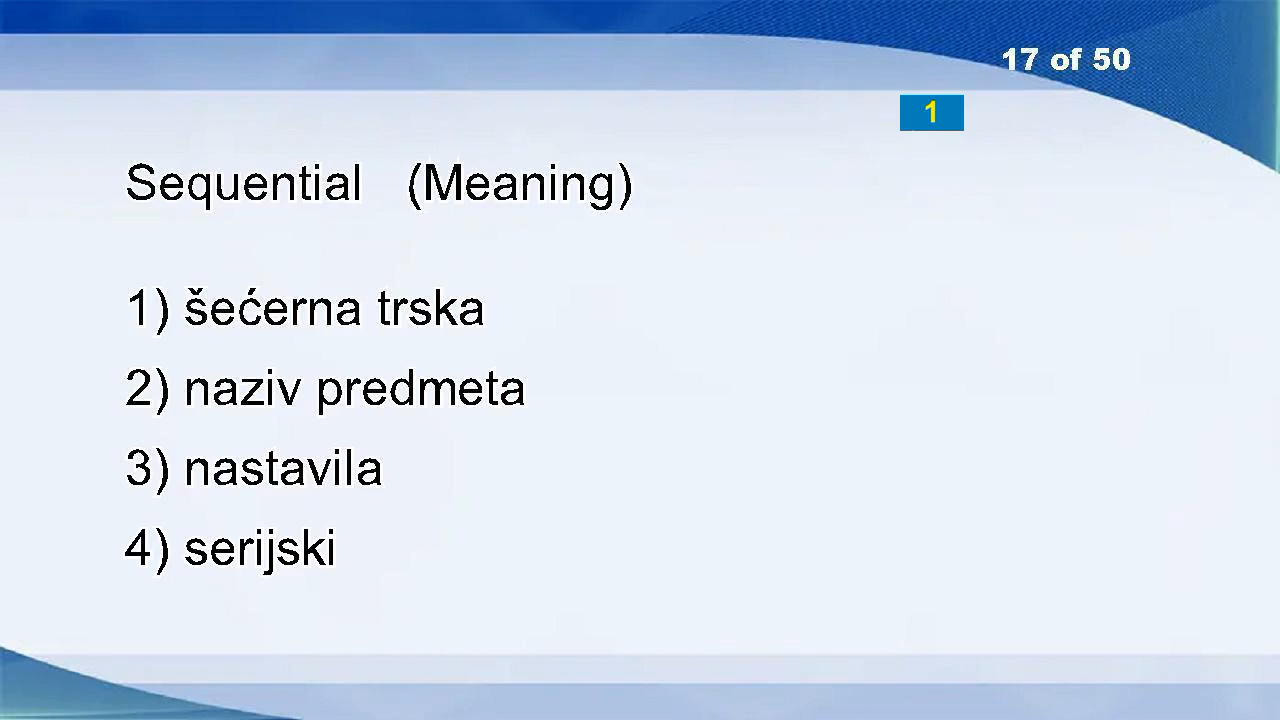 17 of 50
1
Sequential (Meaning)
1) šećerna trska
2) naziv predmeta
3) nastavila
4) serijski